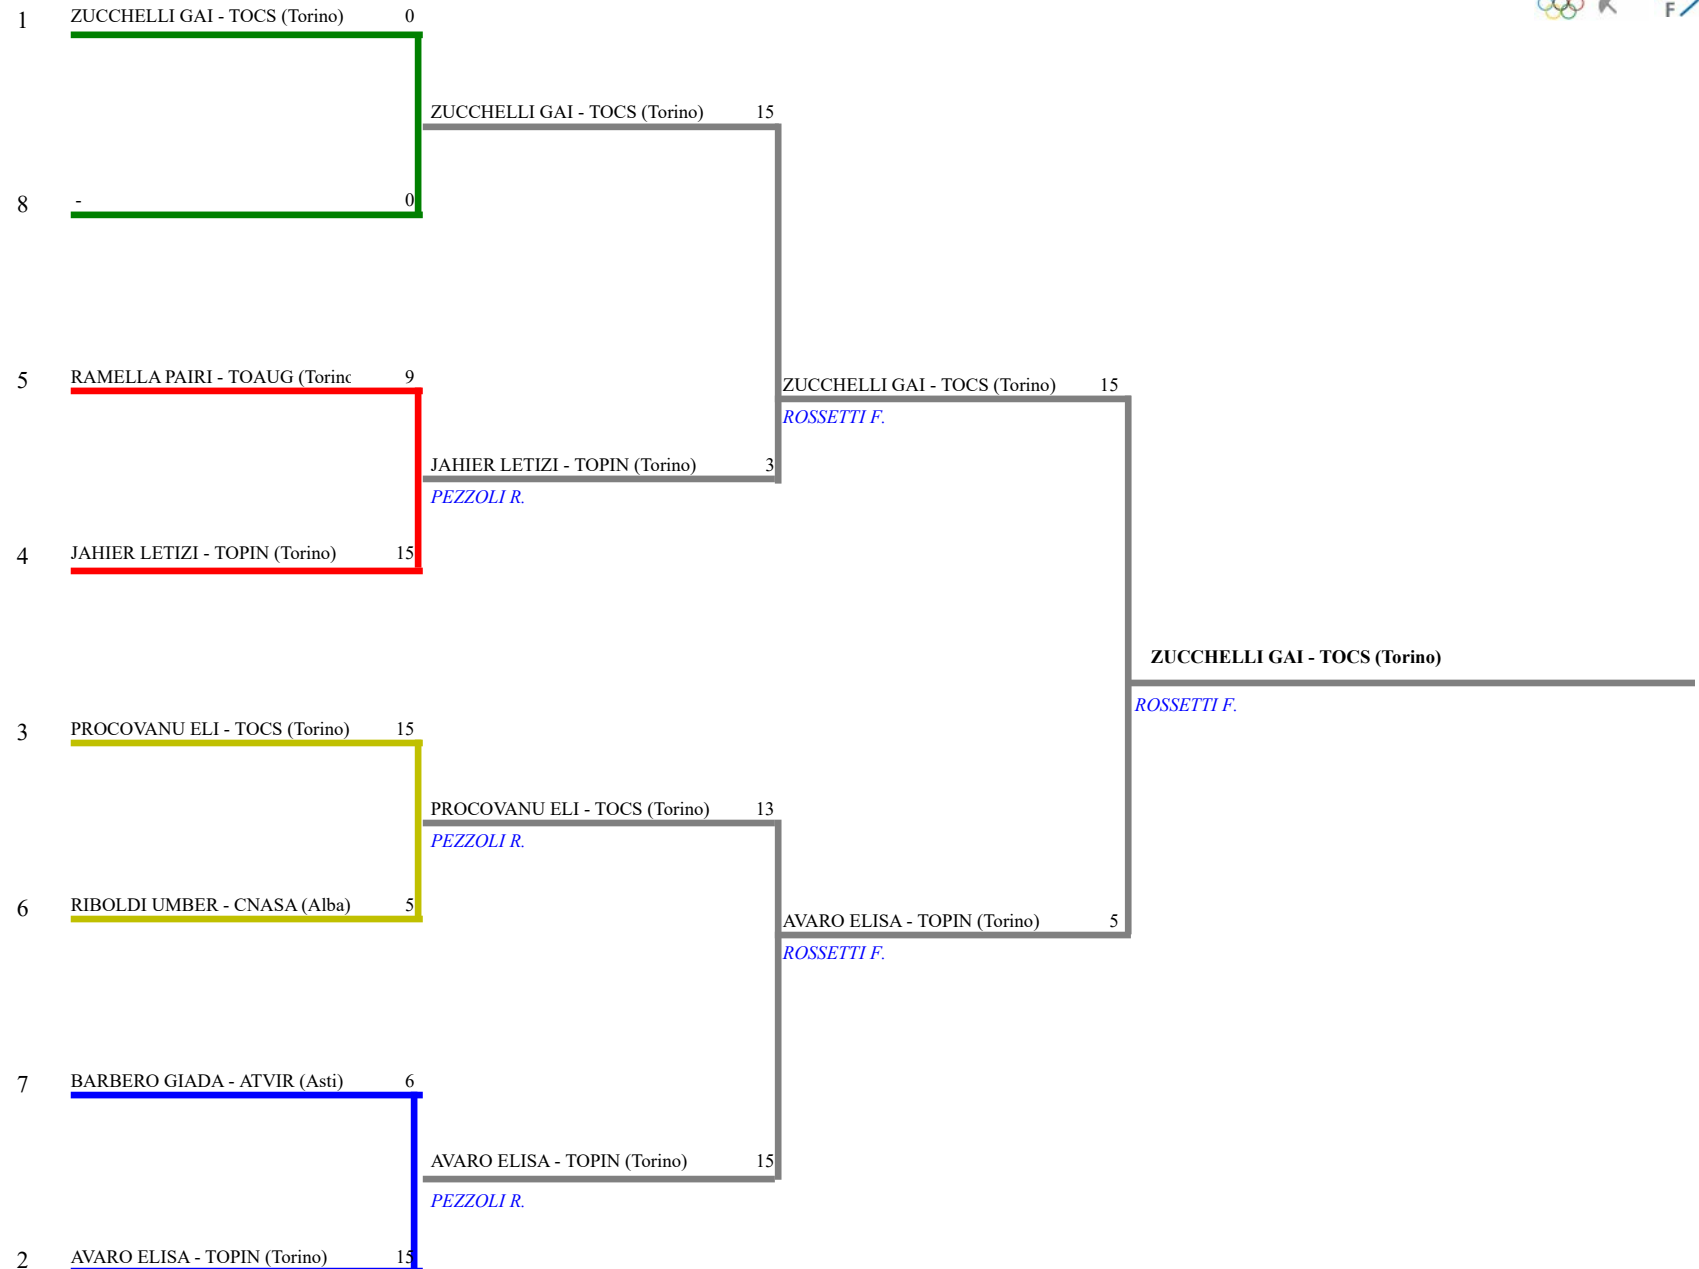 1 ZUCCHELLI GAI - TOCS (Torino) 0
F
ZUCCHELLI GAI - TOCS (Torino) 15
8 - 0
5 RAMELLA PAIRI - TOAUG (Torino 9
ZUCCHELLI GAI - TOCS (Torino) 15
ROSSETTI F.
JAHIER LETIZI - TOPIN (Torino) 3
PEZZOLI R.
4 JAHIER LETIZI - TOPIN (Torino) 15
ZUCCHELLI GAI - TOCS (Torino)
ROSSETTI F.
3 PROCOVANU ELI - TOCS (Torino) 15
PROCOVANU ELI - TOCS (Torino) 13
PEZZOLI R.
6 RIBOLDI UMBER - CNASA (Alba) 5
AVARO ELISA - TOPIN (Torino) 5
ROSSETTI F.
7 BARBERO GIADA - ATVIR (Asti) 6
AVARO ELISA - TOPIN (Torino) 15
PEZZOLI R.
2 AVARO ELISA - TOPIN (Torino) 15